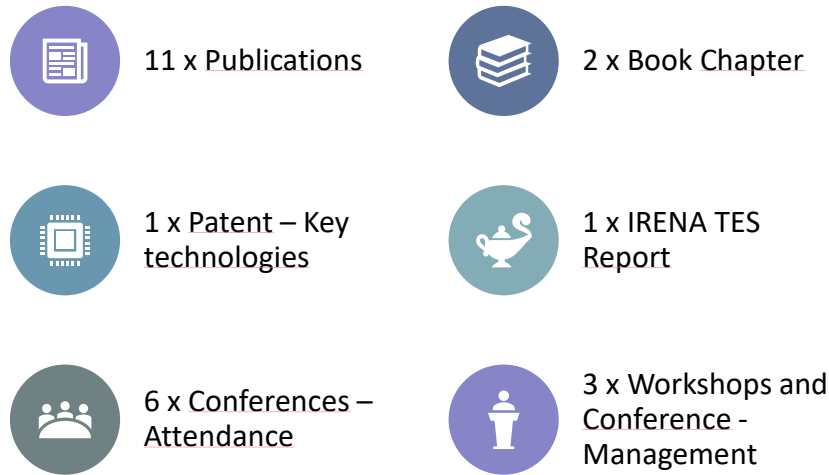 11 x Publications
2 x Book Chapter
1 x Patent – Key
technologies
1 x IRENA TES
Report
6 x Conferences –
Attendance
3 x Workshops and
Conference -
Management